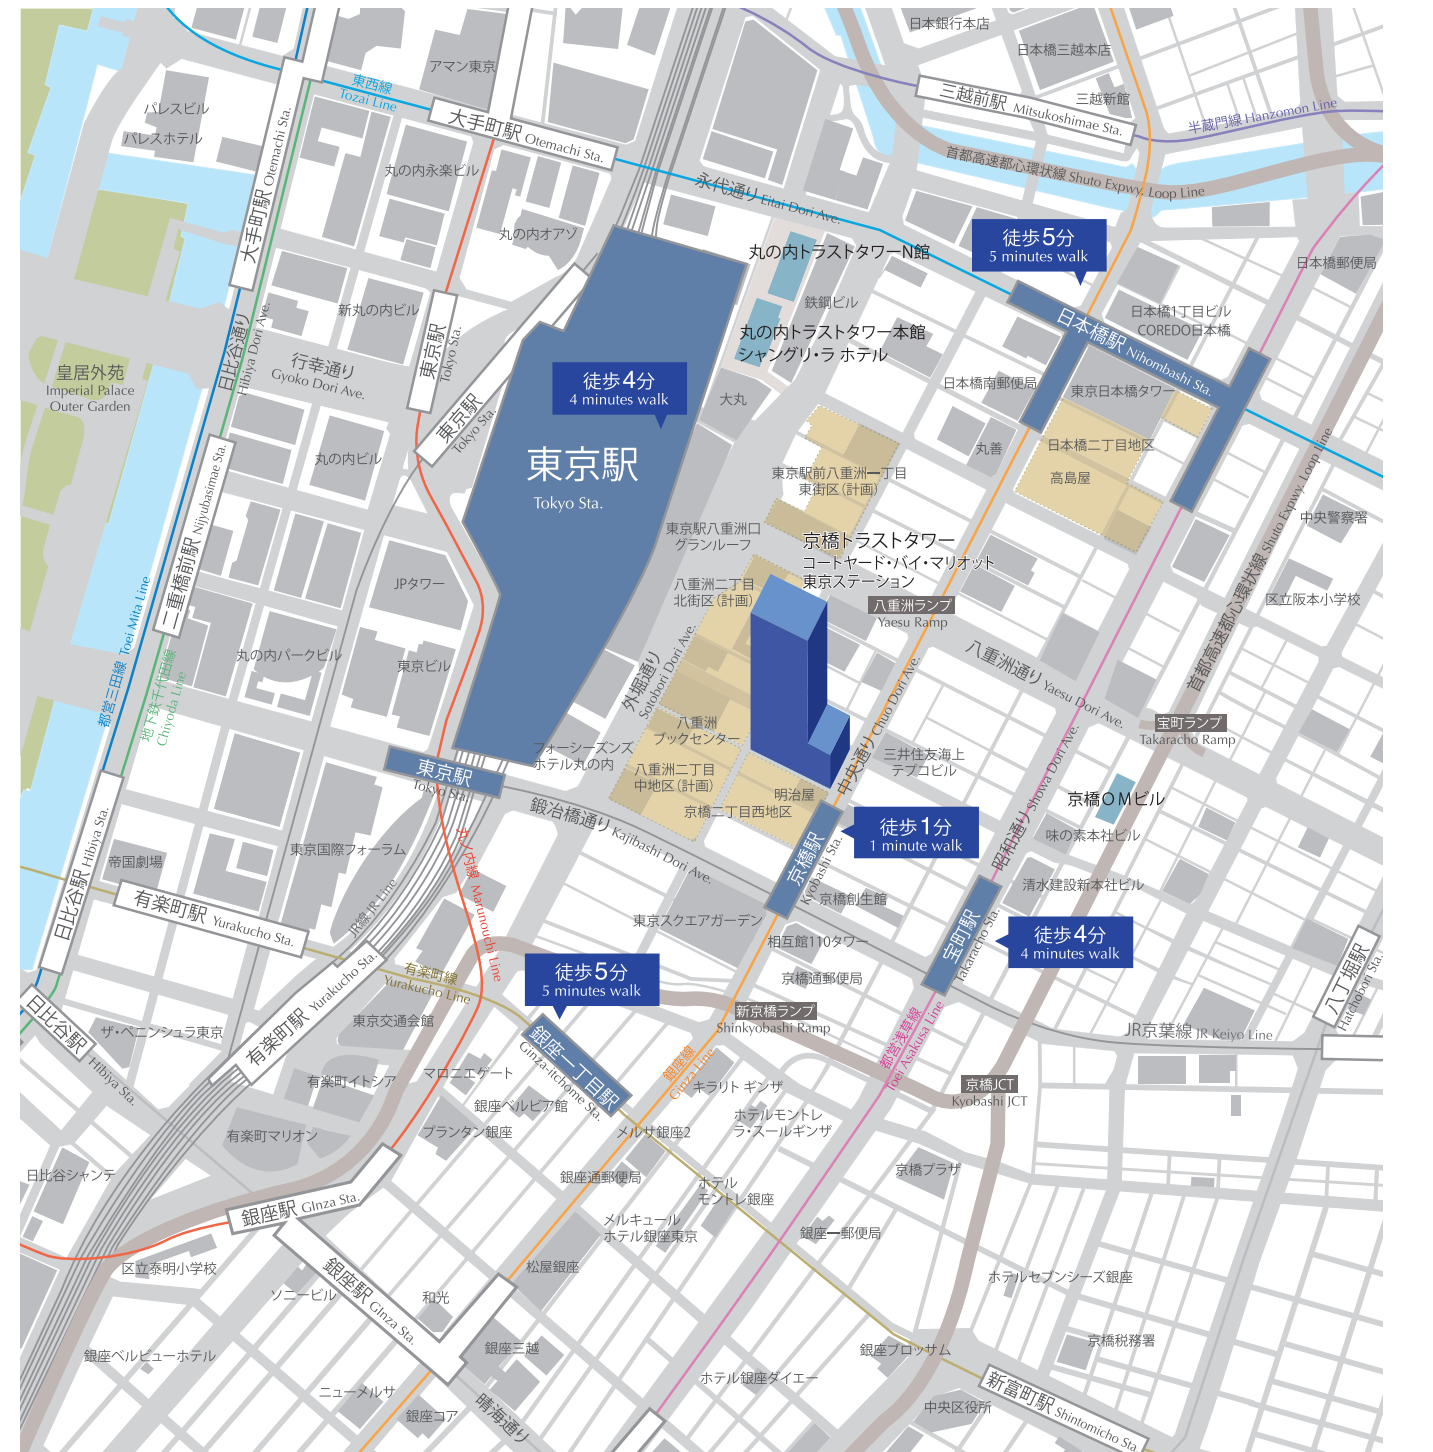 日本銀行本店
日本橋三越本店
アマン東京
東西線
Tozai Line
三越前駅 Mitsukoshimae Sta.
三越新館
パレスビル
パレスホテル
大手町駅 Otemachi Sta.
大手町駅 Otemachi Sta.
半蔵門線 Hanzomon Line
首都高速都心環状線 Shuto Expwy. Loop Line
丸の内永楽ビル
永代通り Eitai Dori Ave.
丸の内オアゾ
徒歩5分
5 minutes walk
丸の内トラストタワーN館
日本橋郵便局
鉄鋼ビル
新丸の内ビル
日比谷通り
Hibiya Dori Ave.
日本橋1丁目ビル
COREDO日本橋
日本橋駅 Nihombashi Sta.
丸の内トラストタワー本館
シャングリ・ラ ホテル
東京駅
Tokyo Sta.
行幸通り
Gyoko Dori Ave.
皇居外苑
Imperial Palace
Outer Garden
徒歩4分
4 minutes walk
日本橋南郵便局
東京日本橋タワー
大丸
東京駅
Tokyo Sta.
東京駅
Tokyo Sta.
丸善
日本橋二丁目地区
高島屋
丸の内ビル
東京駅前八重洲一丁目
東街区(計画)
二重橋前駅 Nijyubasimae Sta.
東京駅八重洲口
グランルーフ
京橋トラストタワー
コートヤード・バイ・マリオット
東京ステーション
中央警察署
首都高速都心環状線 Shuto Expwy. Loop Line
JPタワー
八重洲二丁目
北街区(計画)
八重洲ランプ
Yaesu Ramp
区立阪本小学校
都営三田線 Toei Mita Line
地下鉄千代田線
Chiyoda Line
丸の内パークビル
東京ビル
外堀通り
Sotobori Dori Ave.
八重洲通り Yaesu Dori Ave.
八重洲
ブックセンター
中央通り Chuo Dori Ave.
宝町ランプ
Takaracho Ramp
フォーシーズンズ
ホテル丸の内
三井住友海上
テプコビル
東京駅
Tokyo Sta.
八重洲二丁目
中地区(計画)
明治屋
京橋二丁目西地区
京橋OMビル
昭和通り Showa Dori Ave.
鍛冶橋通り Kajibashi Dori Ave.
徒歩1分
1 minute walk
京橋駅
Kyobashi Sta.
味の素本社ビル
丸ノ内線 Marunouchi Line
東京国際フォーラム
帝国劇場
日比谷駅 Hibiya Sta.
清水建設新本社ビル
京橋創生館
JR線 JR Line
有楽町駅 Yurakucho Sta.
東京スクエアガーデン
相互館110タワー
宝町駅
Takaracho Sta.
徒歩4分
4 minutes walk
有楽町線
Yurakucho Line
徒歩5分
5 minutes walk
京橋通郵便局
八丁堀駅
Hatchobori Sta.
日比谷駅
Hibiya Sta.
有楽町駅 Yurakucho Sta.
ザ・ペニンシュラ東京
東京交通会館
新京橋ランプ
Shinkyobashi Ramp
JR京葉線 JR Keiyo Line
都営浅草線
Toei Asakusa Line
銀座一丁目駅
Ginza-itchome Sta.
銀座線
Ginza Line
有楽町イトシア
マロニエゲート
キラリト ギンザ
京橋JCT
Kyobashi JCT
銀座ベルビア館
ホテルモントレ
ラ・スールギンザ
有楽町マリオン
プランタン銀座
メルサ銀座2
日比谷シャンテ
銀座通郵便局
ホテル
モントレ銀座
京橋プラザ
銀座駅 GInza Sta.
メルキュール
ホテル銀座東京
銀座一郵便局
区立泰明小学校
松屋銀座
ホテルセブンシーズ銀座
ソニービル
銀座駅 GInza Sta.
和光
銀座三越
銀座ブロッサム
京橋税務署
銀座ベルビューホテル
ホテル銀座ダイエー
ニューメルサ
銀座コア
晴海通り
中央区役所
新富町駅 Shintomicho Sta.